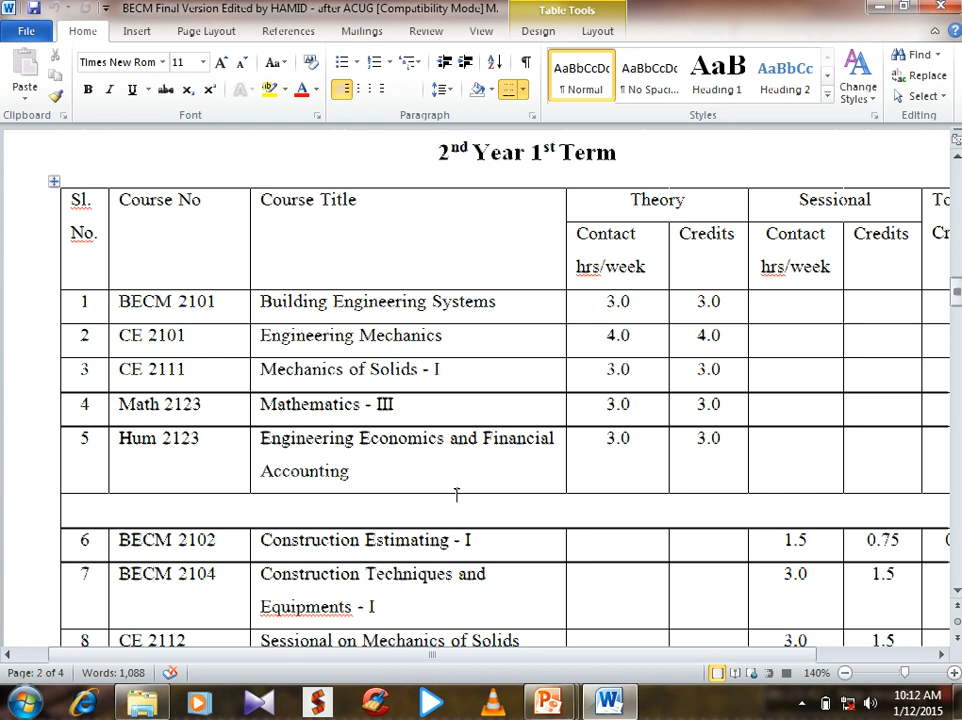 BECM Final Version Edited by HAMID - after ACUG [Compatibility Mode] M.
Table Tools
File Home Insert Page Layout References Mailings Review View Design Layout
Paste
Clipboard
Times New Rom 11
Aa
B I U abc x₂ x²
A
A
Font
Paragraph
AaBbCcDc AaBbCcDc AaB AaBbCc
¶ Normal ¶ No Spaci... Heading 1 Heading 2
Change
Styles
Styles
Find
Replace
Select
Editing
2nd Year 1st Term
Sl. Course No Course Title Theory Sessional To
No. Contact Credits Contact Credits Cr
hrs/week hrs/week
1 BECM 2101 Building Engineering Systems 3.0 3.0
2 CE 2101 Engineering Mechanics 4.0 4.0
3 CE 2111 Mechanics of Solids - I 3.0 3.0
4 Math 2123 Mathematics - III 3.0 3.0
5 Hum 2123 Engineering Economics and Financial 3.0 3.0
Accounting
6 BECM 2102 Construction Estimating - I 1.5 0.75
7 BECM 2104 Construction Techniques and 3.0 1.5
Equipments - I
8 CE 2112 Sessional on Mechanics of Solids 3.0 1.5
Page: 2 of 4 Words: 1,088 140%
10:12 AM
1/12/2015